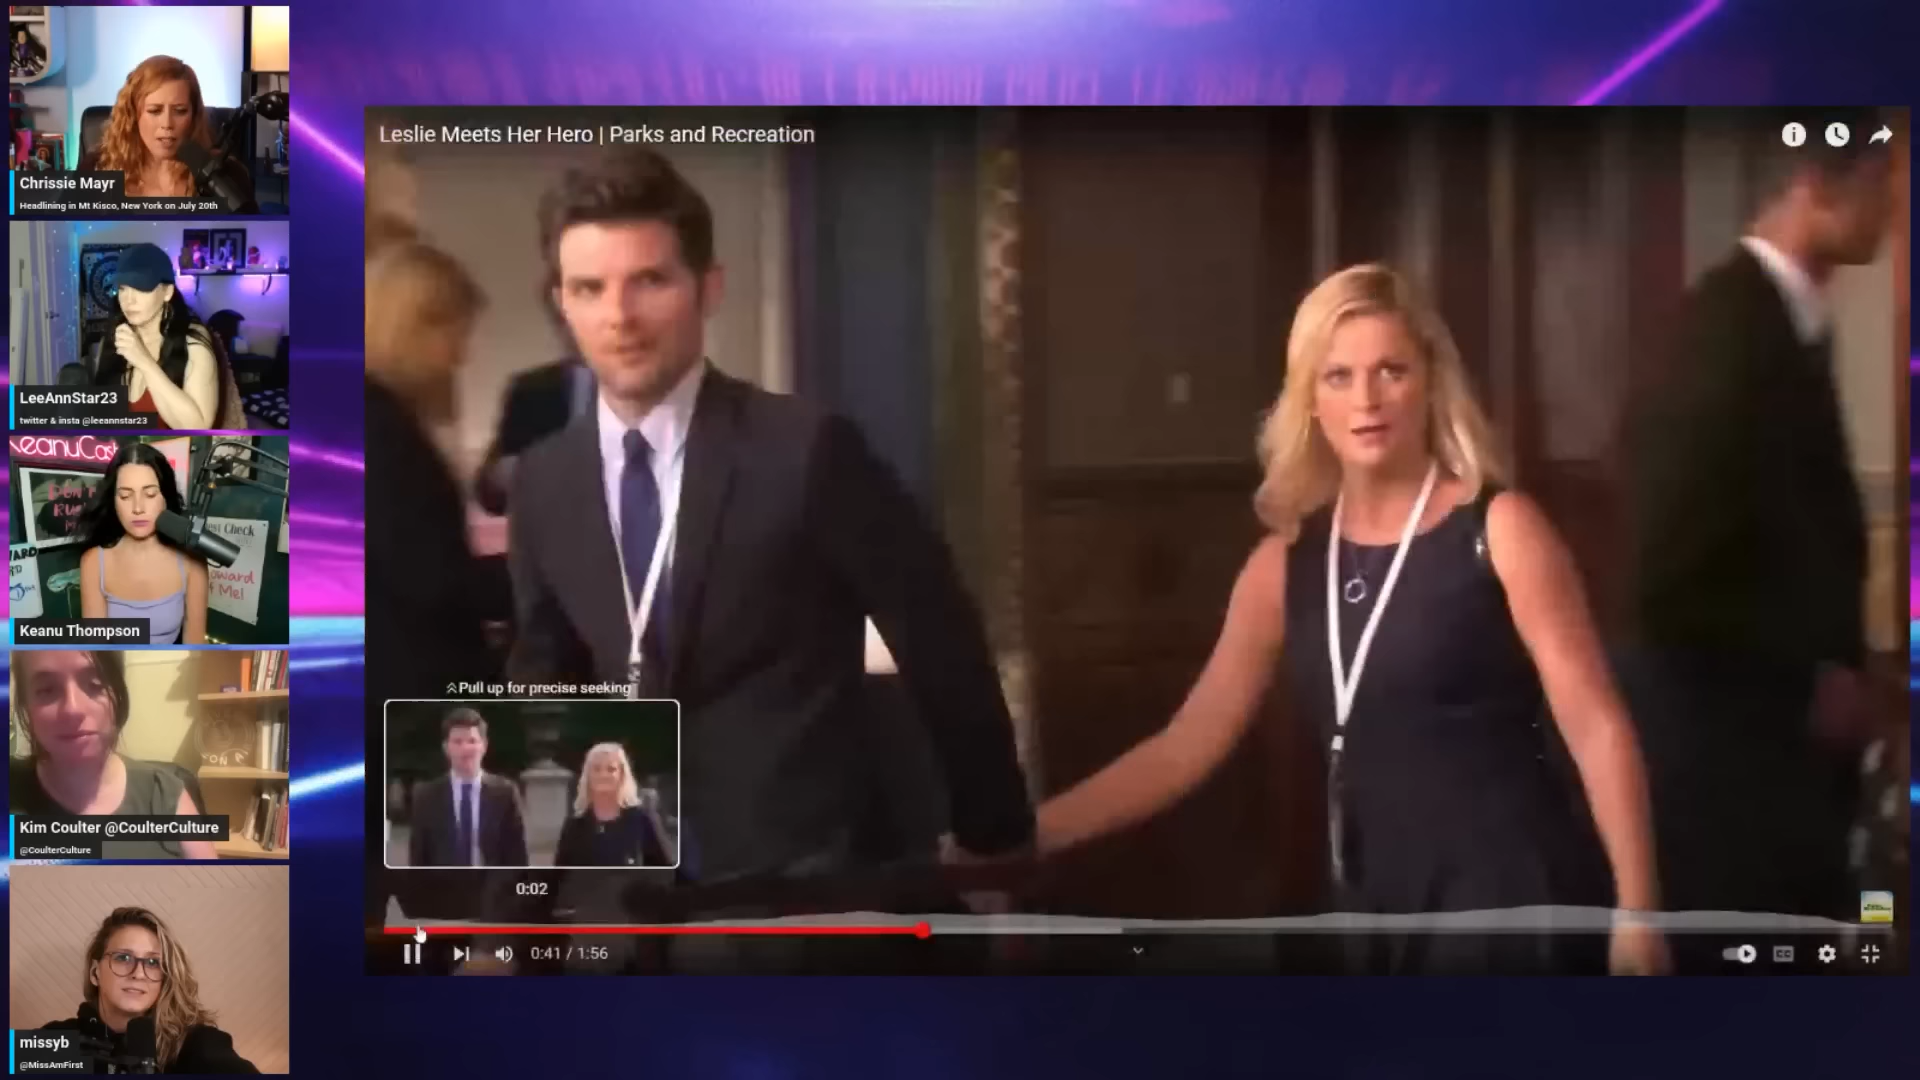 Chrissie Mayr
Headlining in Mt Kisco, New York on July 20th
LeeAnnStar23
twitter & insta @leeannstar23
Keanu Thompson
Kim Coulter @CoulterCulture
@CoulterCulture
missyb
@MissAmFirst
Leslie Meets Her Hero | Parks and Recreation
Pull up for precise seeking
0:02
0:41 / 1:56
CC